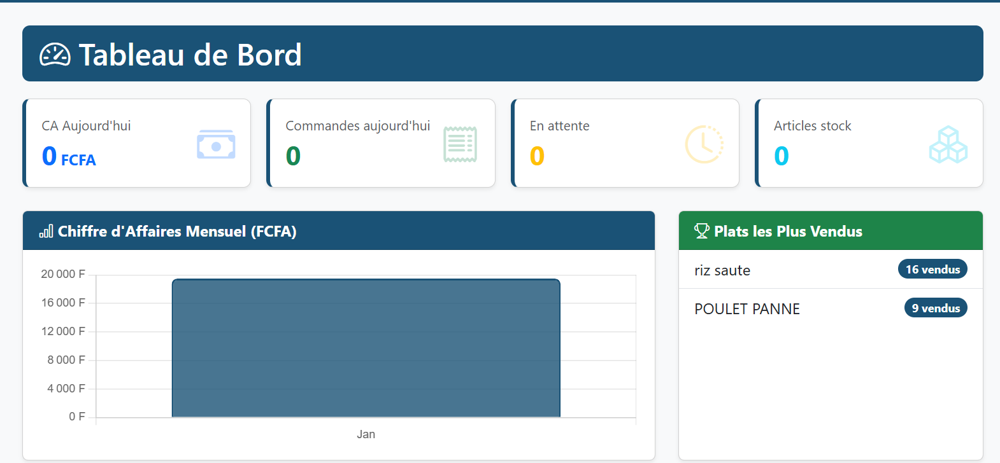 Tableau de Bord
CA Aujourd'hui
0 FCFA
Commandes aujourd'hui
0
En attente
0
Articles stock
0
Chiffre d'Affaires Mensuel (FCFA)
20 000 F
16 000 F
12 000 F
8 000 F
4 000 F
0 F
Jan
Plats les Plus Vendus
riz saute 16 vendus
POULET PANNE 9 vendus